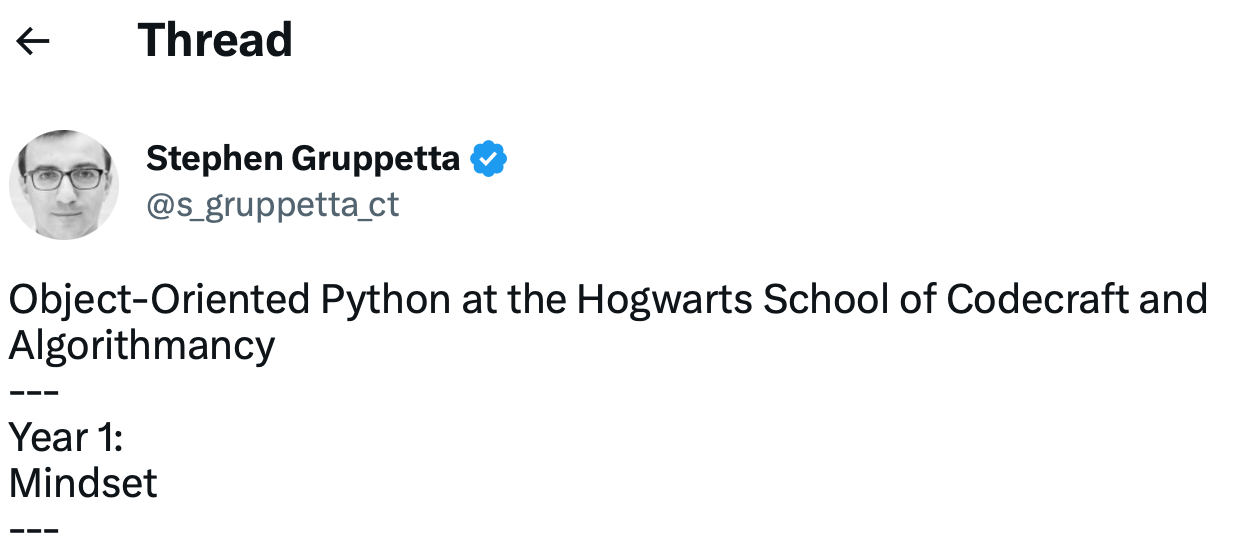 Thread
Stephen Gruppetta
@s_gruppetta_ct
Object-Oriented Python at the Hogwarts School of Codecraft and
Algorithmancy
---
Year 1:
Mindset
---